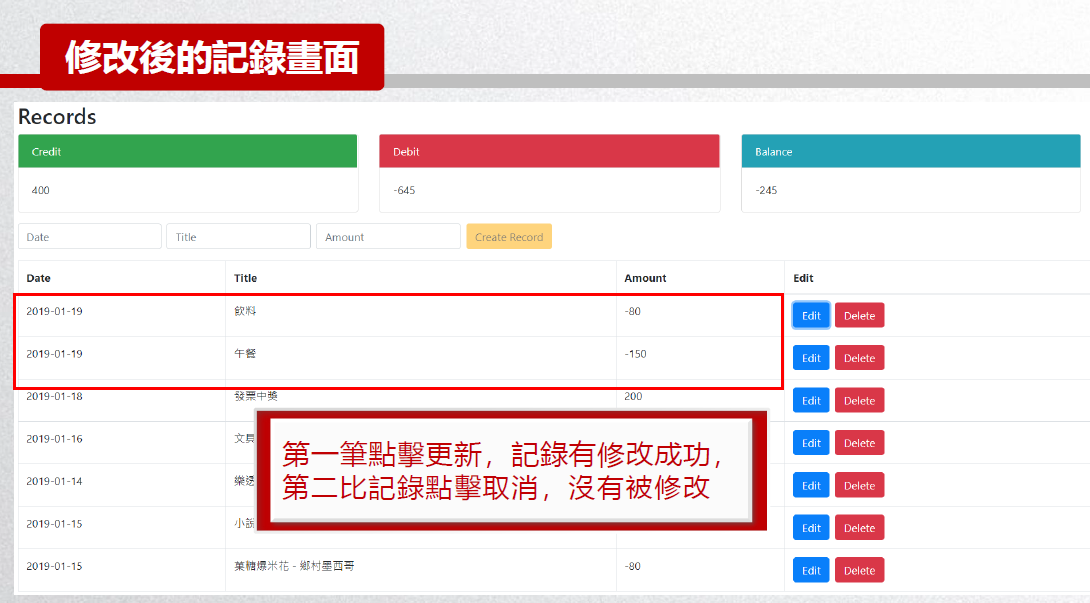 修改後的記錄畫面
Records
Credit
400
Debit
-645
Balance
-245
Date Title Amount Create Record
Date Title Amount Edit
2019-01-19 飲料 -80 Edit Delete
2019-01-19 午餐 -150 Edit Delete
2019-01-18 發票中獎 200 Edit Delete
2019-01-16 文具 Edit Delete
2019-01-14 樂透 Edit Delete
2019-01-15 小說 Edit Delete
2019-01-15 菓糖爆米花 - 鄉村墨西哥 -80 Edit Delete
第一筆點擊更新，記錄有修改成功，
第二比記錄點擊取消，沒有被修改